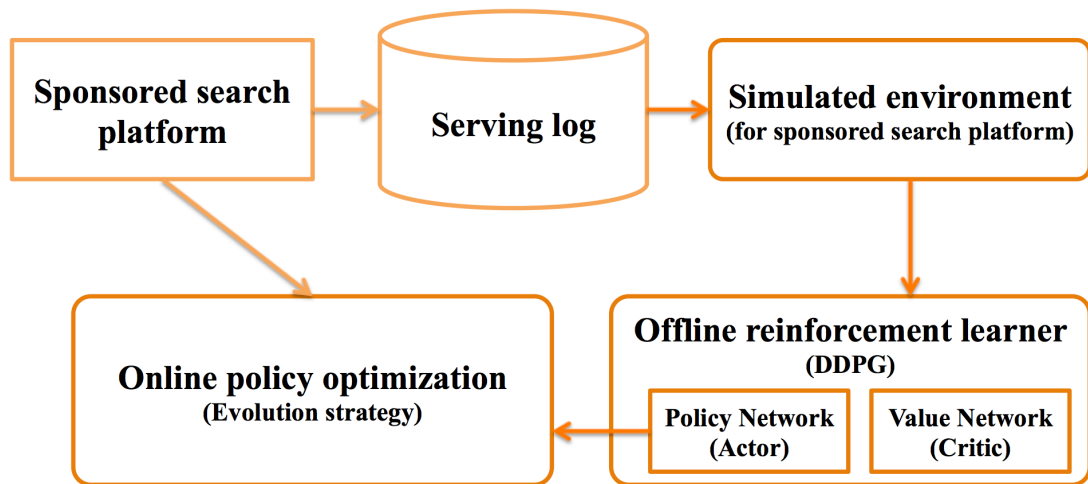 Sponsored search
platform
Serving log
Simulated environment
(for sponsored search platform)
Online policy optimization
(Evolution strategy)
Offline reinforcement learner
(DDPG)
Policy Network
(Actor)
Value Network
(Critic)